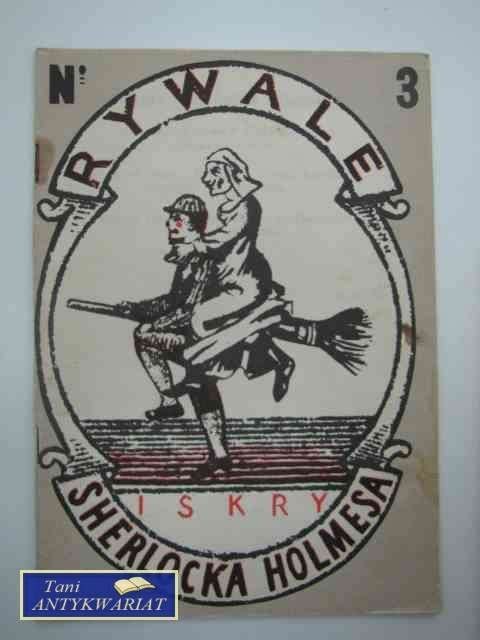 Nº 3
RYWALE
ISKRY
SHERLOCKA HOLMESA
Tani
ANTYKWARIAT